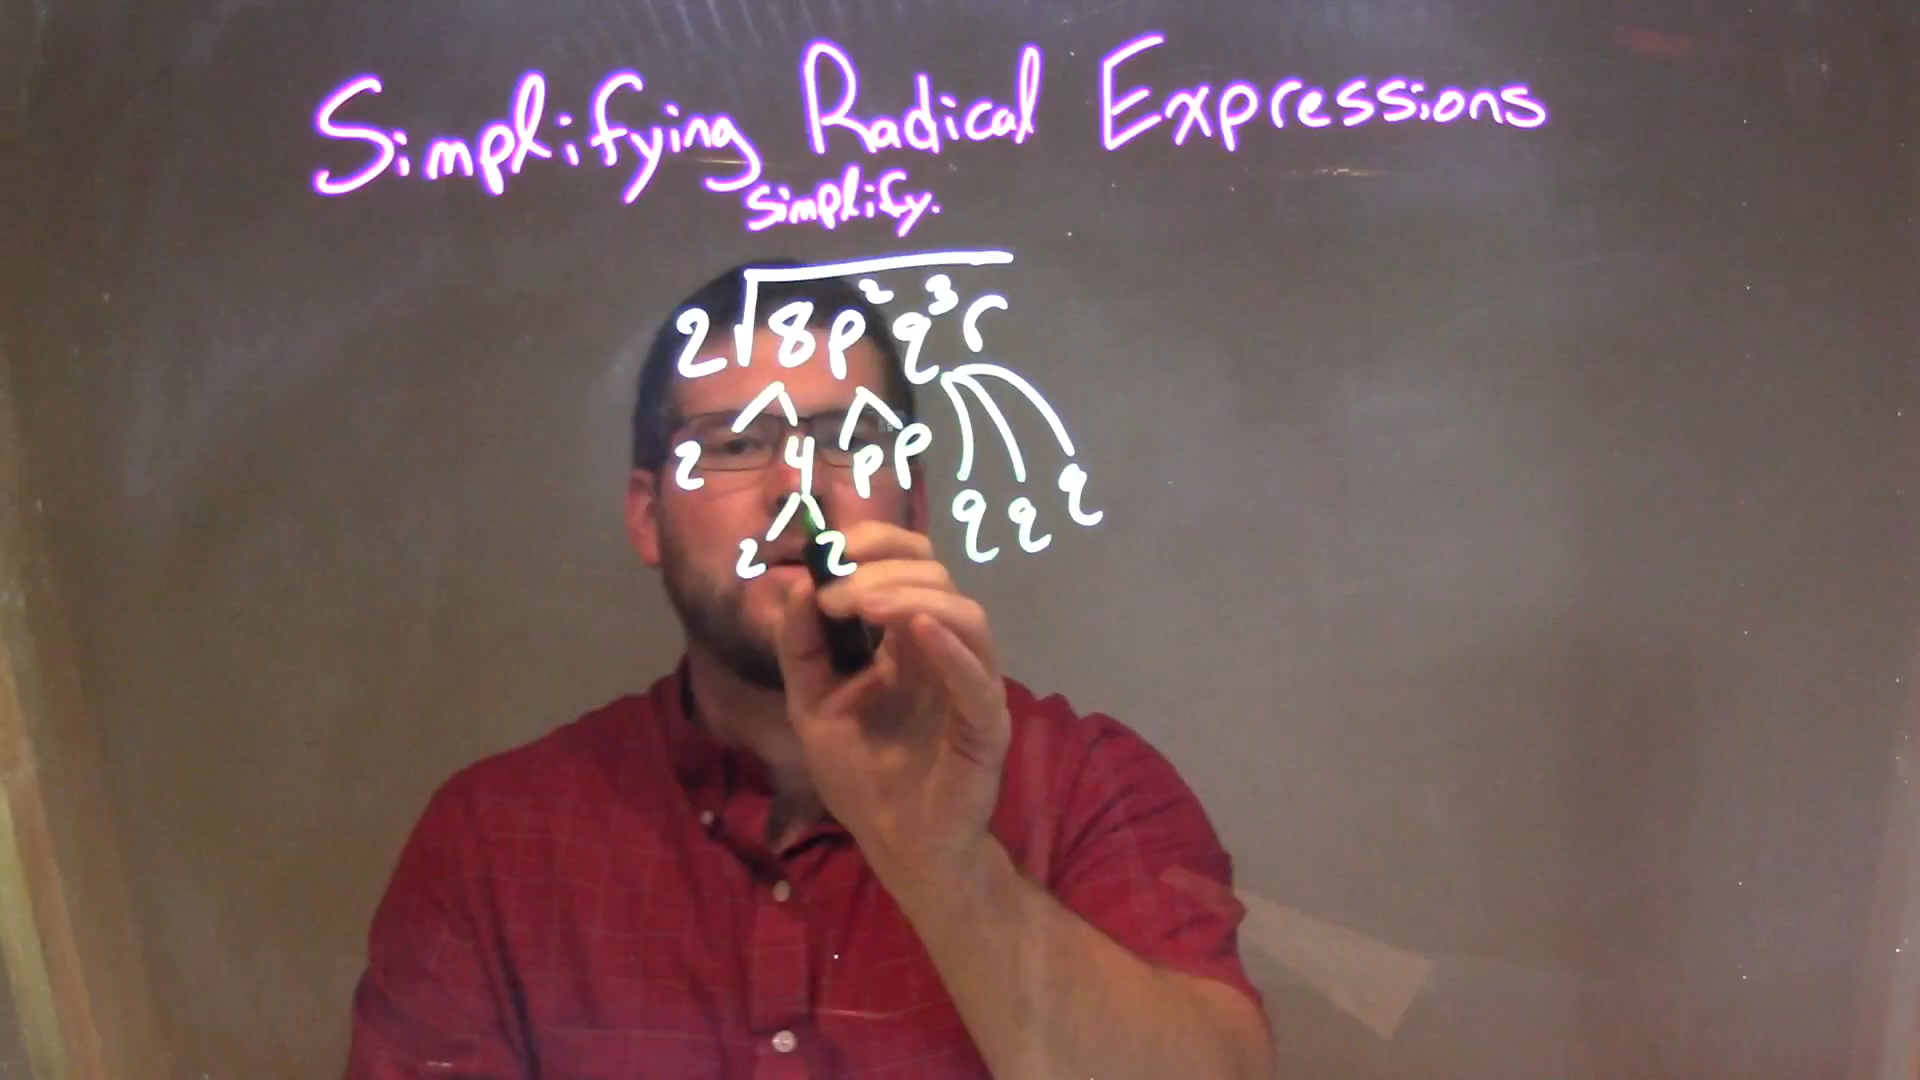 Simplifying Radical Expressions
Simplify.
2√8p²q³r
2 4 p p
2 2 q q q